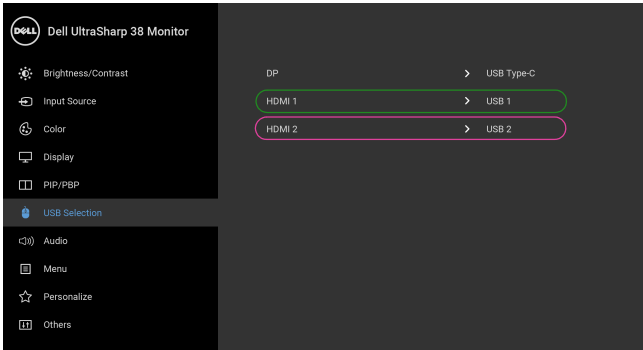 DELL Dell UltraSharp 38 Monitor
Brightness/Contrast
Input Source
Color
Display
PIP/PBP
USB Selection
Audio
Menu
Personalize
Others
DP > USB Type-C
HDMI 1 > USB 1
HDMI 2 > USB 2